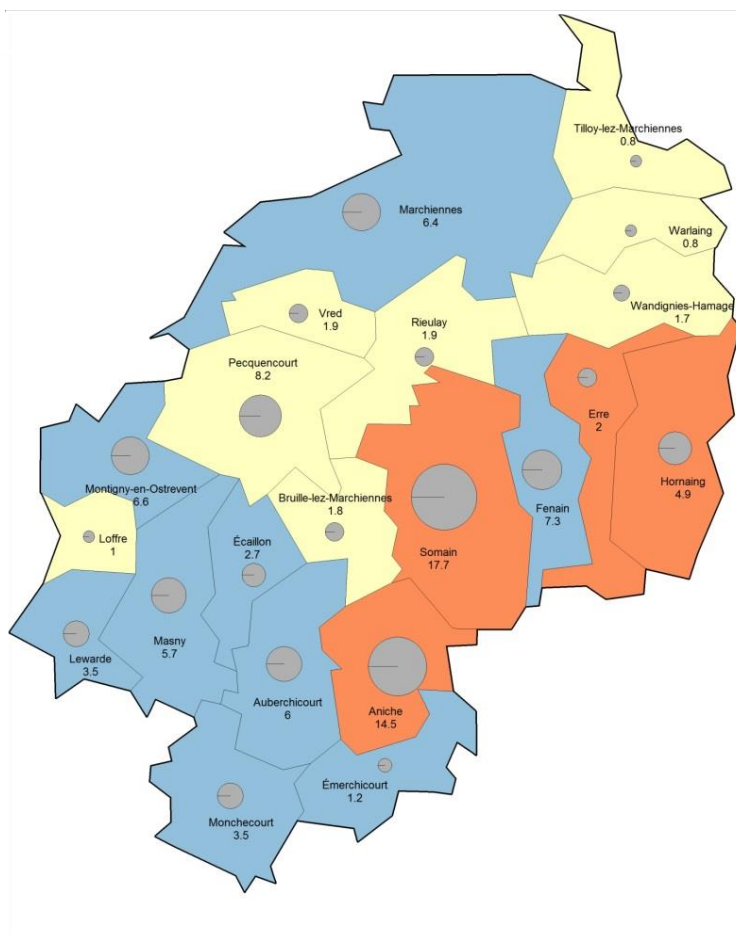 Tilloy-lez-Marchiennes
0.8
Marchiennes
6.4
Warlaing
0.8
Wandignies-Hamage
1.7
Vred
1.9
Rieulay
1.9
Pecquencourt
8.2
Erre
2
Hornaing
4.9
Montigny-en-Ostrevent
6.6
Bruille-lez-Marchiennes
1.8
Fenain
7.3
Loffre
1
Écaillon
2.7
Somain
17.7
Masny
5.7
Lewarde
3.5
Auberchicourt
6
Aniche
14.5
Émerchicourt
1.2
Monchecourt
3.5